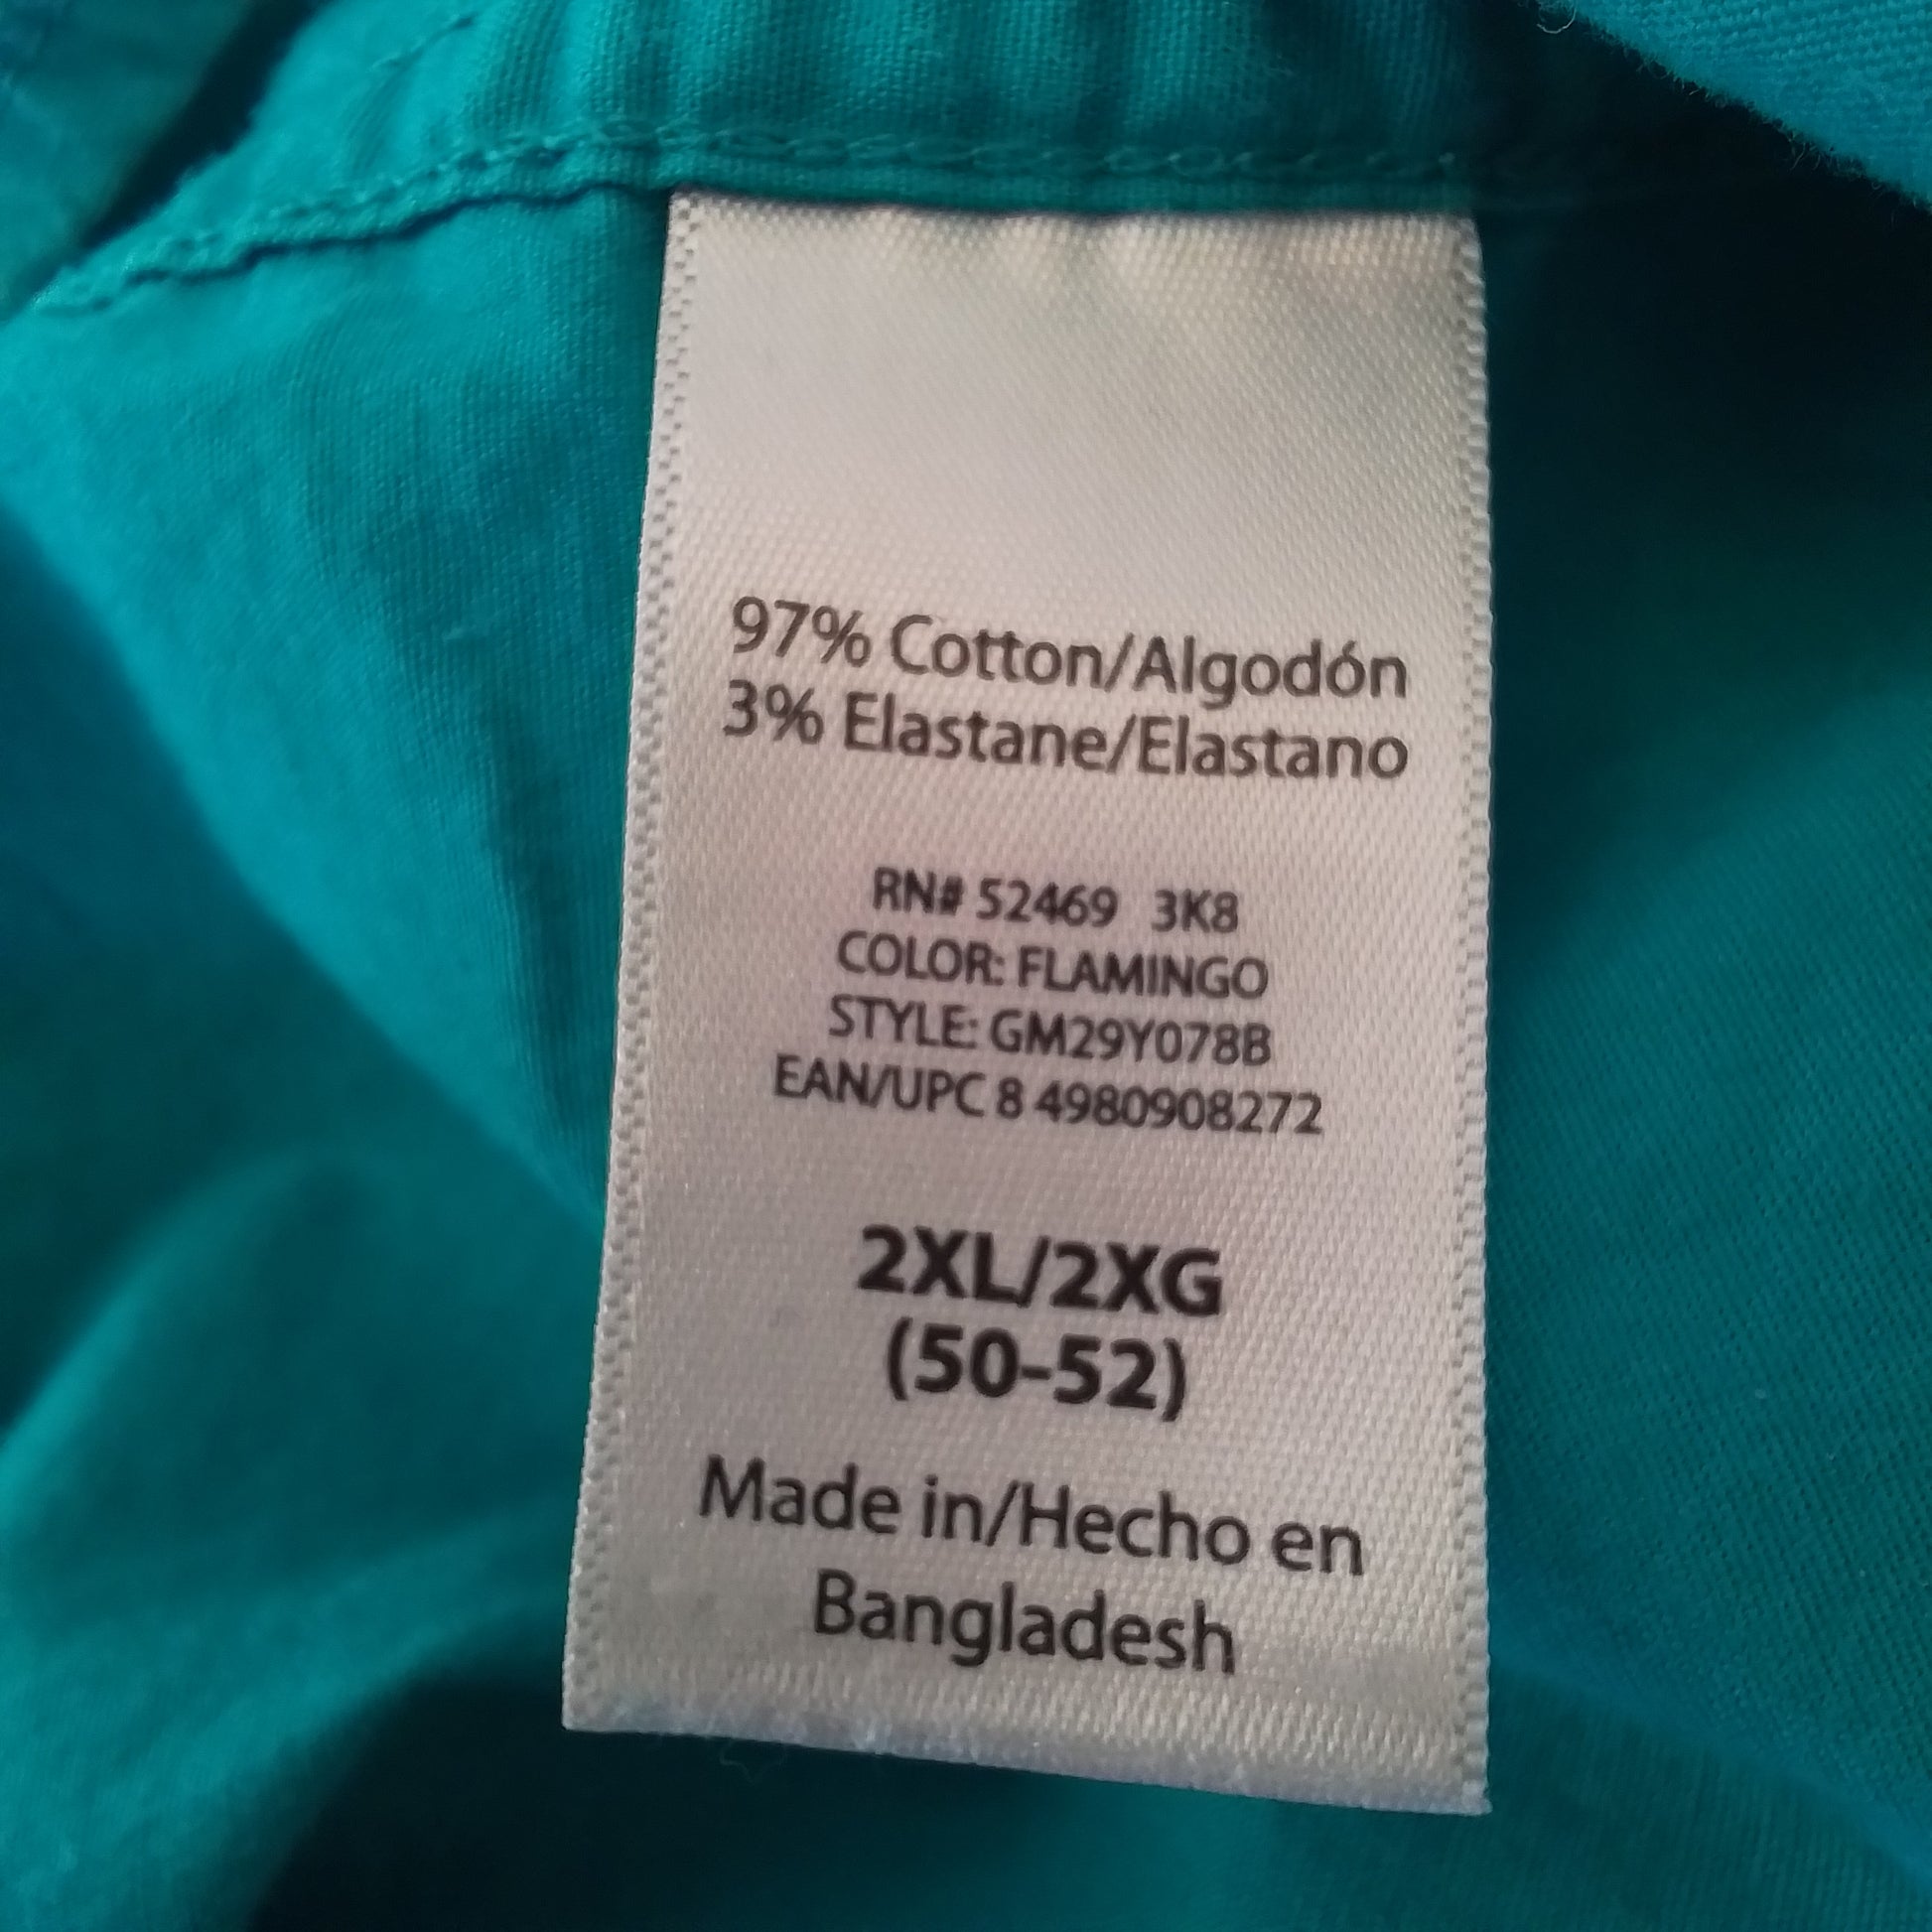 97% Cotton/Algodón
3% Elastane/Elastano
RN# 52469 3K8
COLOR: FLAMINGO
STYLE: GM29Y078B
EAN/UPC 8 4980908272
2XL/2XG
(50-52)
Made in/Hecho en
Bangladesh